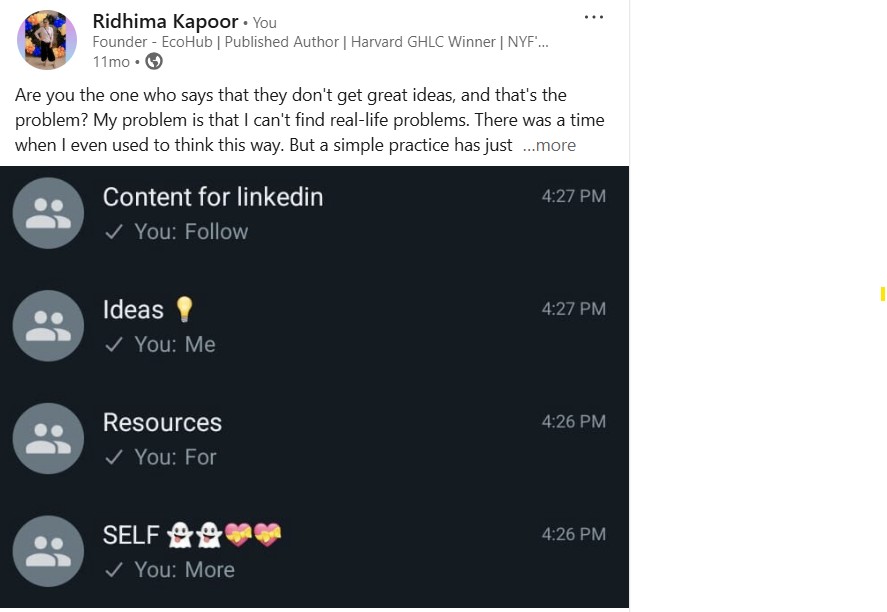 Ridhima Kapoor • You
Founder - EcoHub | Published Author | Harvard GHLC Winner | NYF'...
11mo •
Are you the one who says that they don't get great ideas, and that's the
problem? My problem is that I can't find real-life problems. There was a time
when I even used to think this way. But a simple practice has just ...more
Content for linkedin 4:27 PM
You: Follow
Ideas 💡 4:27 PM
You: Me
Resources 4:26 PM
You: For
SELF 👻👻💝💝 4:26 PM
You: More